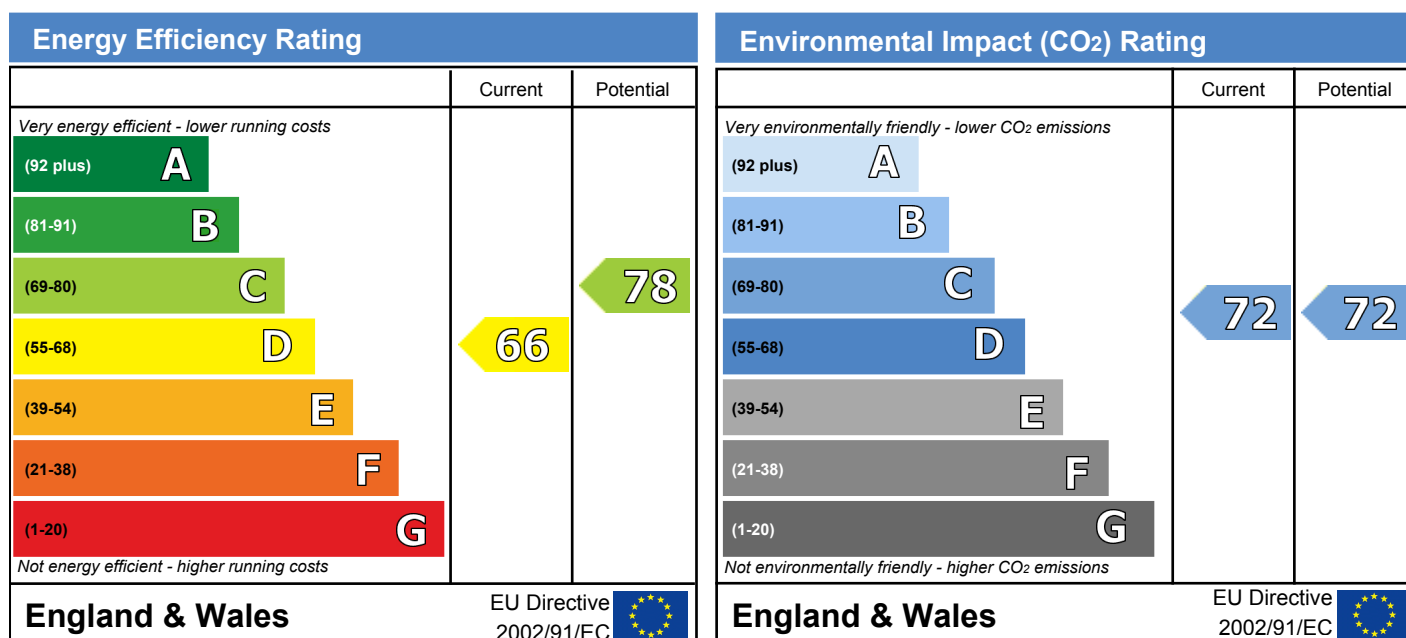 Energy Efficiency Rating
Current Potential
Very energy efficient - lower running costs
(92 plus) A
(81-91) B
(69-80) C
78
(55-68) D
66
(39-54) E
(21-38) F
(1-20) G
Not energy efficient - higher running costs
England & Wales
EU Directive
2002/91/EC
Environmental Impact (CO2) Rating
Current Potential
Very environmentally friendly - lower CO2 emissions
(92 plus) A
(81-91) B
(69-80) C
72 72
(55-68) D
(39-54) E
(21-38) F
(1-20) G
Not environmentally friendly - higher CO2 emissions
England & Wales
EU Directive
2002/91/EC